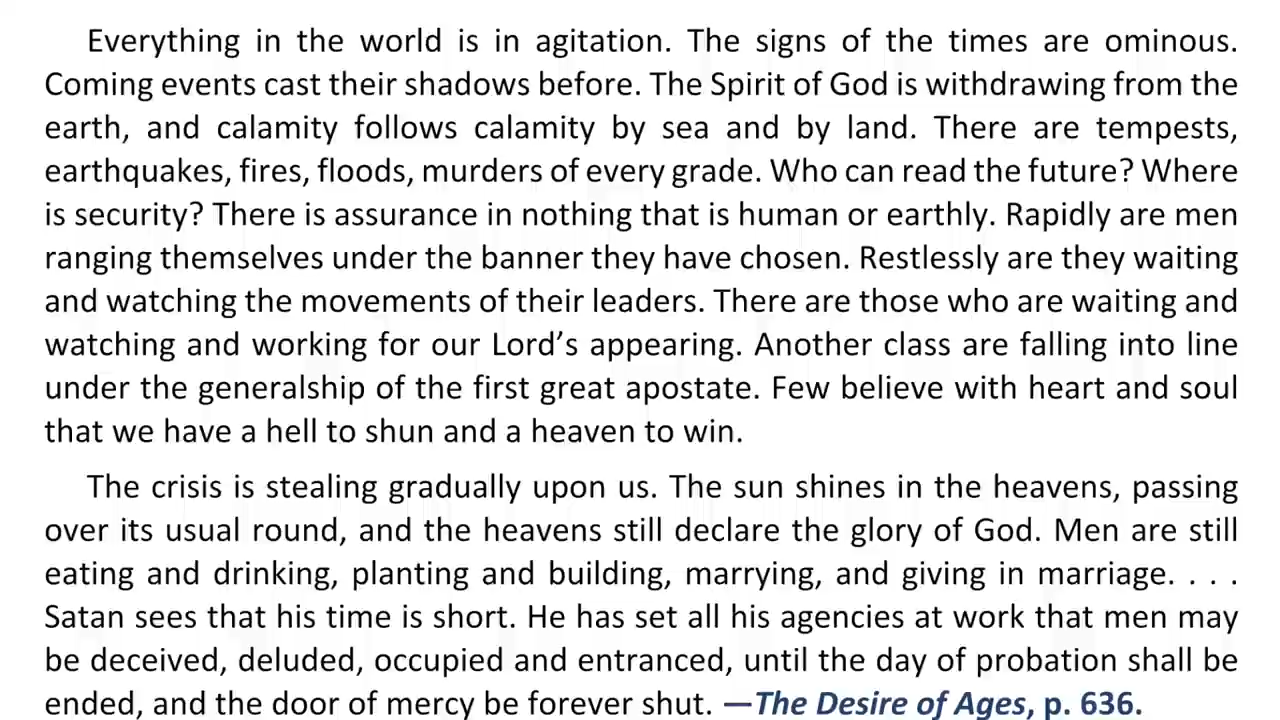 Everything in the world is in agitation. The signs of the times are ominous.
Coming events cast their shadows before. The Spirit of God is withdrawing from the
earth, and calamity follows calamity by sea and by land. There are tempests,
earthquakes, fires, floods, murders of every grade. Who can read the future? Where
is security? There is assurance in nothing that is human or earthly. Rapidly are men
ranging themselves under the banner they have chosen. Restlessly are they waiting
and watching the movements of their leaders. There are those who are waiting and
watching and working for our Lord’s appearing. Another class are falling into line
under the generalship of the first great apostate. Few believe with heart and soul
that we have a hell to shun and a heaven to win.
The crisis is stealing gradually upon us. The sun shines in the heavens, passing
over its usual round, and the heavens still declare the glory of God. Men are still
eating and drinking, planting and building, marrying, and giving in marriage. . . .
Satan sees that his time is short. He has set all his agencies at work that men may
be deceived, deluded, occupied and entranced, until the day of probation shall be
ended, and the door of mercy be forever shut. —The Desire of Ages, p. 636.